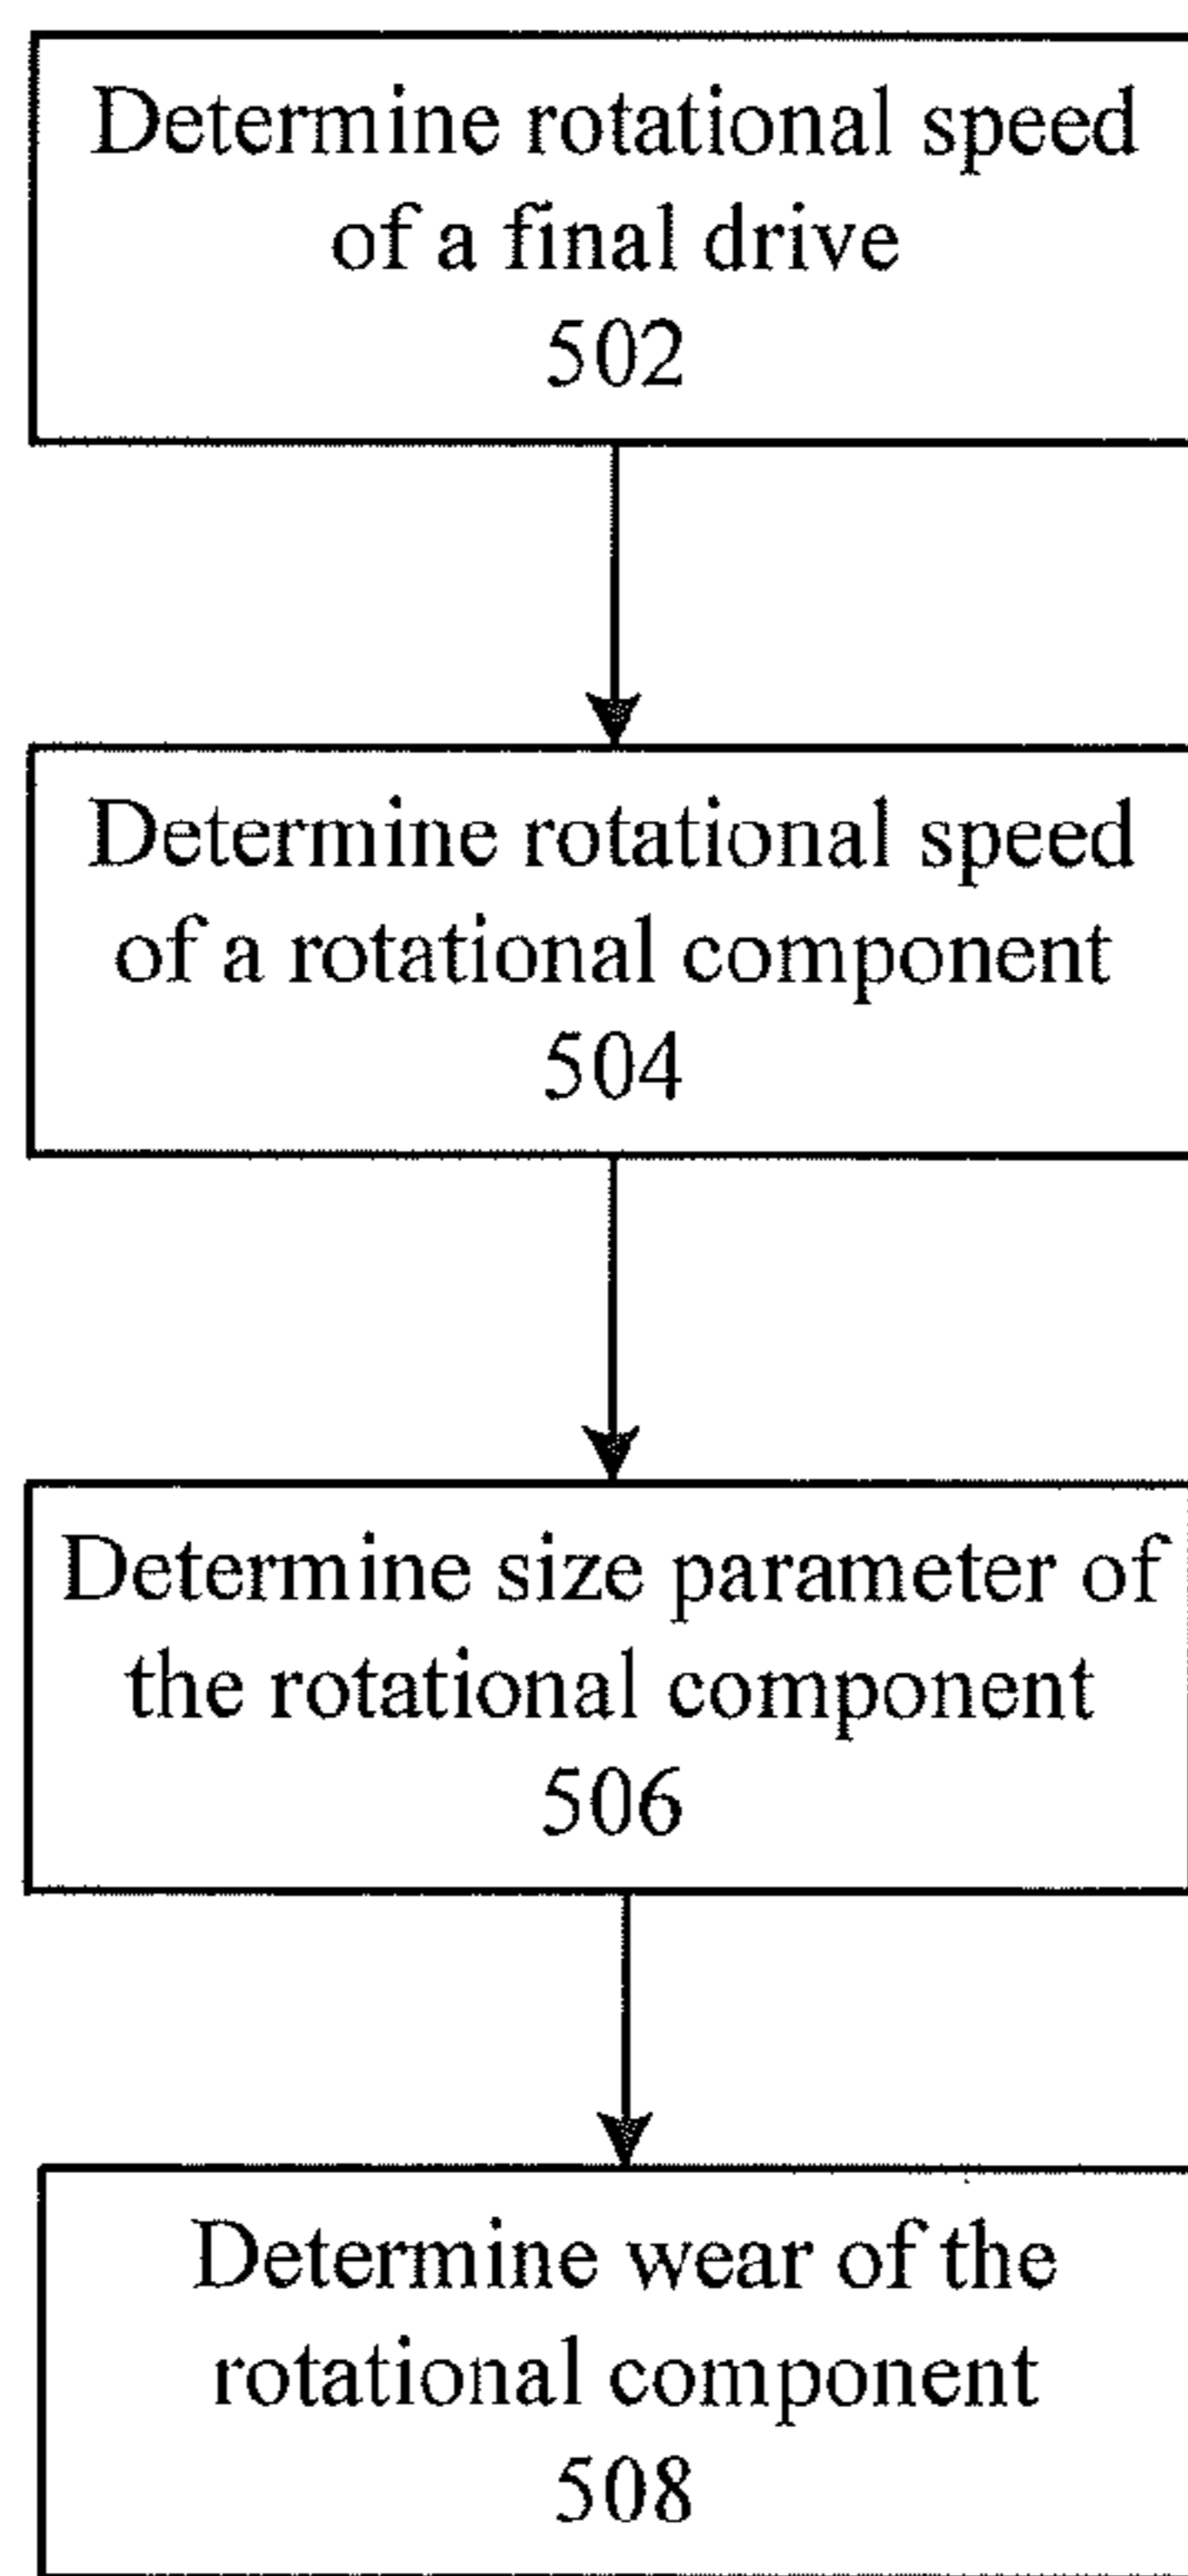 Determine rotational speed
of a final drive
502
Determine rotational speed
of a rotational component
504
Determine size parameter of
the rotational component
506
Determine wear of the
rotational component
508